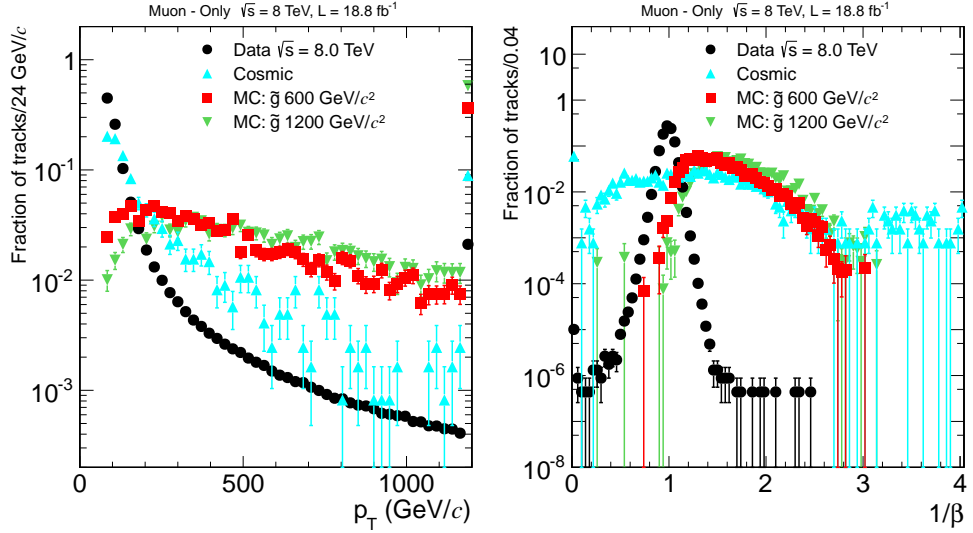 Muon - Only √s = 8 TeV, L = 18.8 fb⁻¹
Fraction of tracks/24 GeV/c
1
10⁻¹
10⁻²
10⁻³
Data √s = 8.0 TeV
Cosmic
MC: g̃ 600 GeV/c²
MC: g̃ 1200 GeV/c²
0 500 1000
p_T (GeV/c)
Muon - Only √s = 8 TeV, L = 18.8 fb⁻¹
Fraction of tracks/0.04
10
1
10⁻²
10⁻⁴
10⁻⁶
10⁻⁸
Data √s = 8.0 TeV
Cosmic
MC: g̃ 600 GeV/c²
MC: g̃ 1200 GeV/c²
0 1 2 3 4
1/β